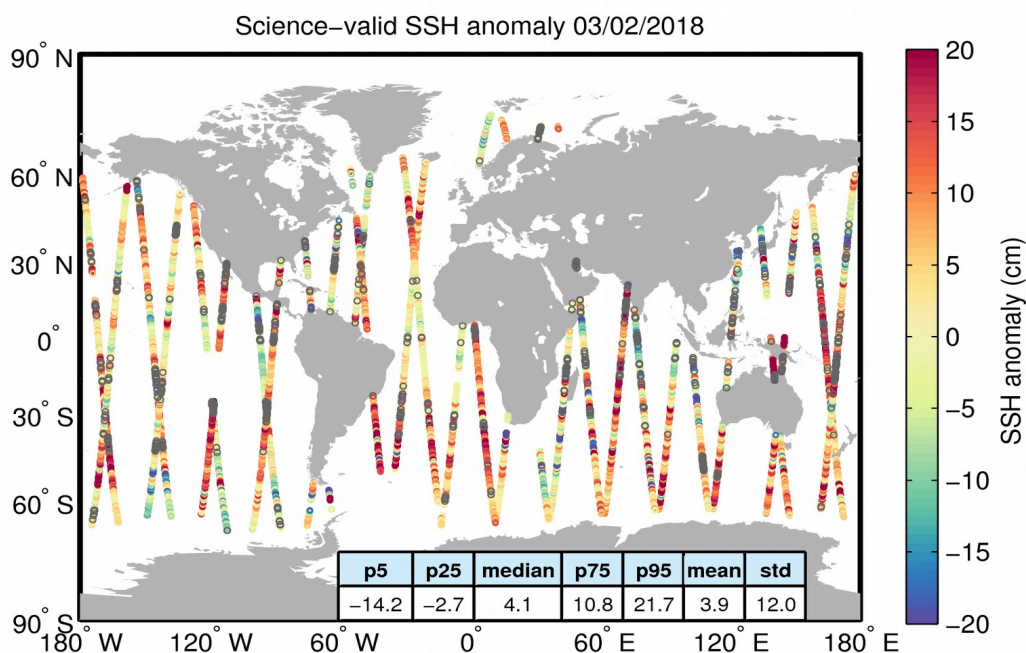 Science−valid SSH anomaly 03/02/2018
90° N
60° N
30° N
0°
30° S
60° S
90° S
180° W
120° W
60° W
0°
60° E
120° E
180° E
p5 p25 median p75 p95 mean std
−14.2 −2.7 4.1 10.8 21.7 3.9 12.0
20
15
10
5
0
−5
−10
−15
−20
SSH anomaly (cm)